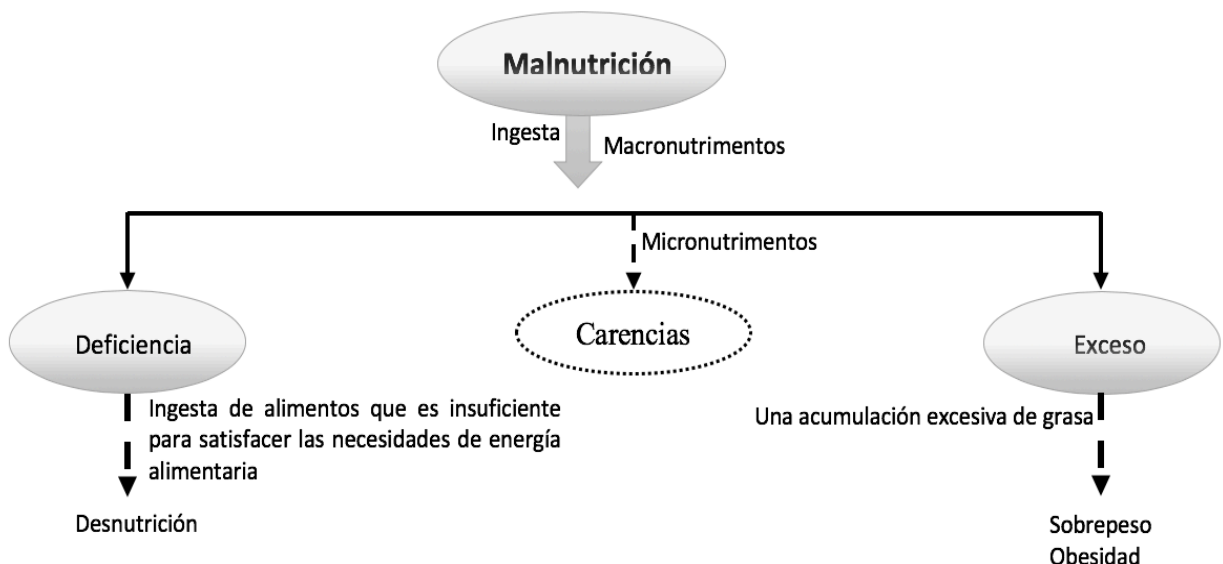 Malnutrición
Ingesta
Macronutrimentos
Micronutrimentos
Deficiencia
Carencias
Exceso
Ingesta de alimentos que es insuficiente
para satisfacer las necesidades de energía
alimentaria
Una acumulación excesiva de grasa
Desnutrición
Sobrepeso
Obesidad